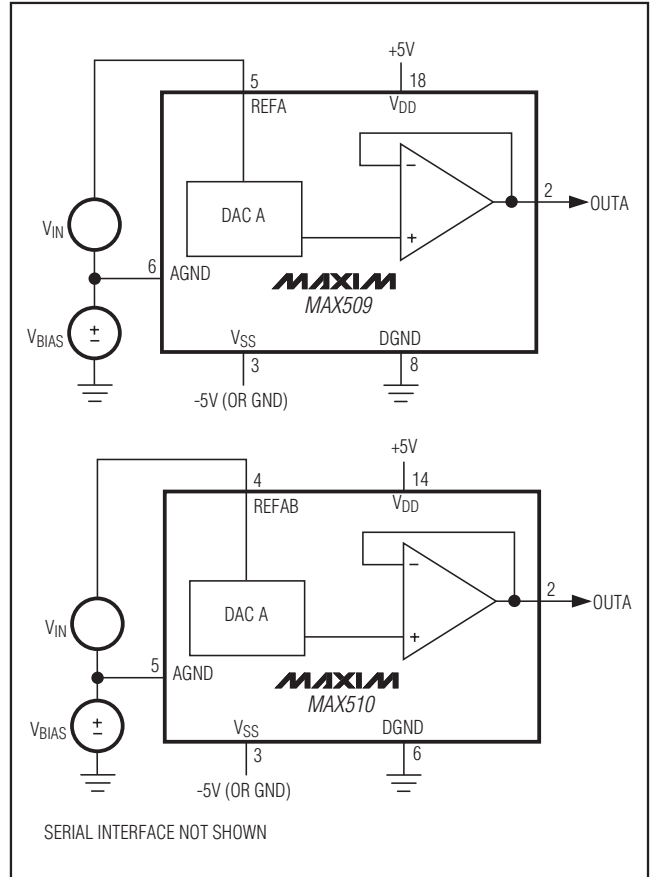 +5V
5
18
REFA
VDD
−
DAC A
2
OUTA
VIN
+
6
AGND
MAXIM
MAX509
VBIAS
+
−
VSS
DGND
3
8
-5V (OR GND)
+5V
4
14
REFAB
VDD
−
DAC A
2
OUTA
VIN
+
5
AGND
MAXIM
MAX510
VBIAS
+
−
VSS
DGND
3
6
-5V (OR GND)
SERIAL INTERFACE NOT SHOWN